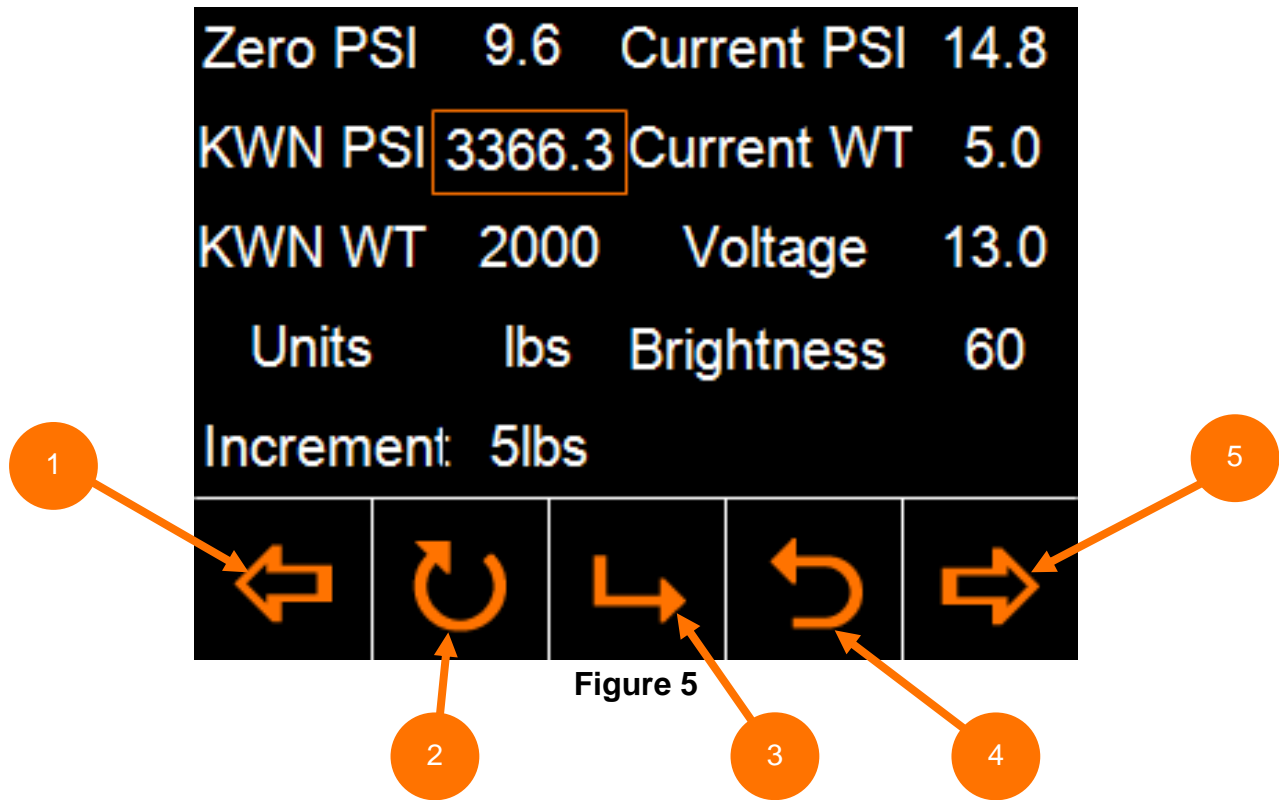 Zero PSI 9.6 Current PSI 14.8
KWN PSI 3366.3 Current WT 5.0
KWN WT 2000 Voltage 13.0
Units lbs Brightness 60
Increment: 5lbs
1
5
Figure 5
2
3
4